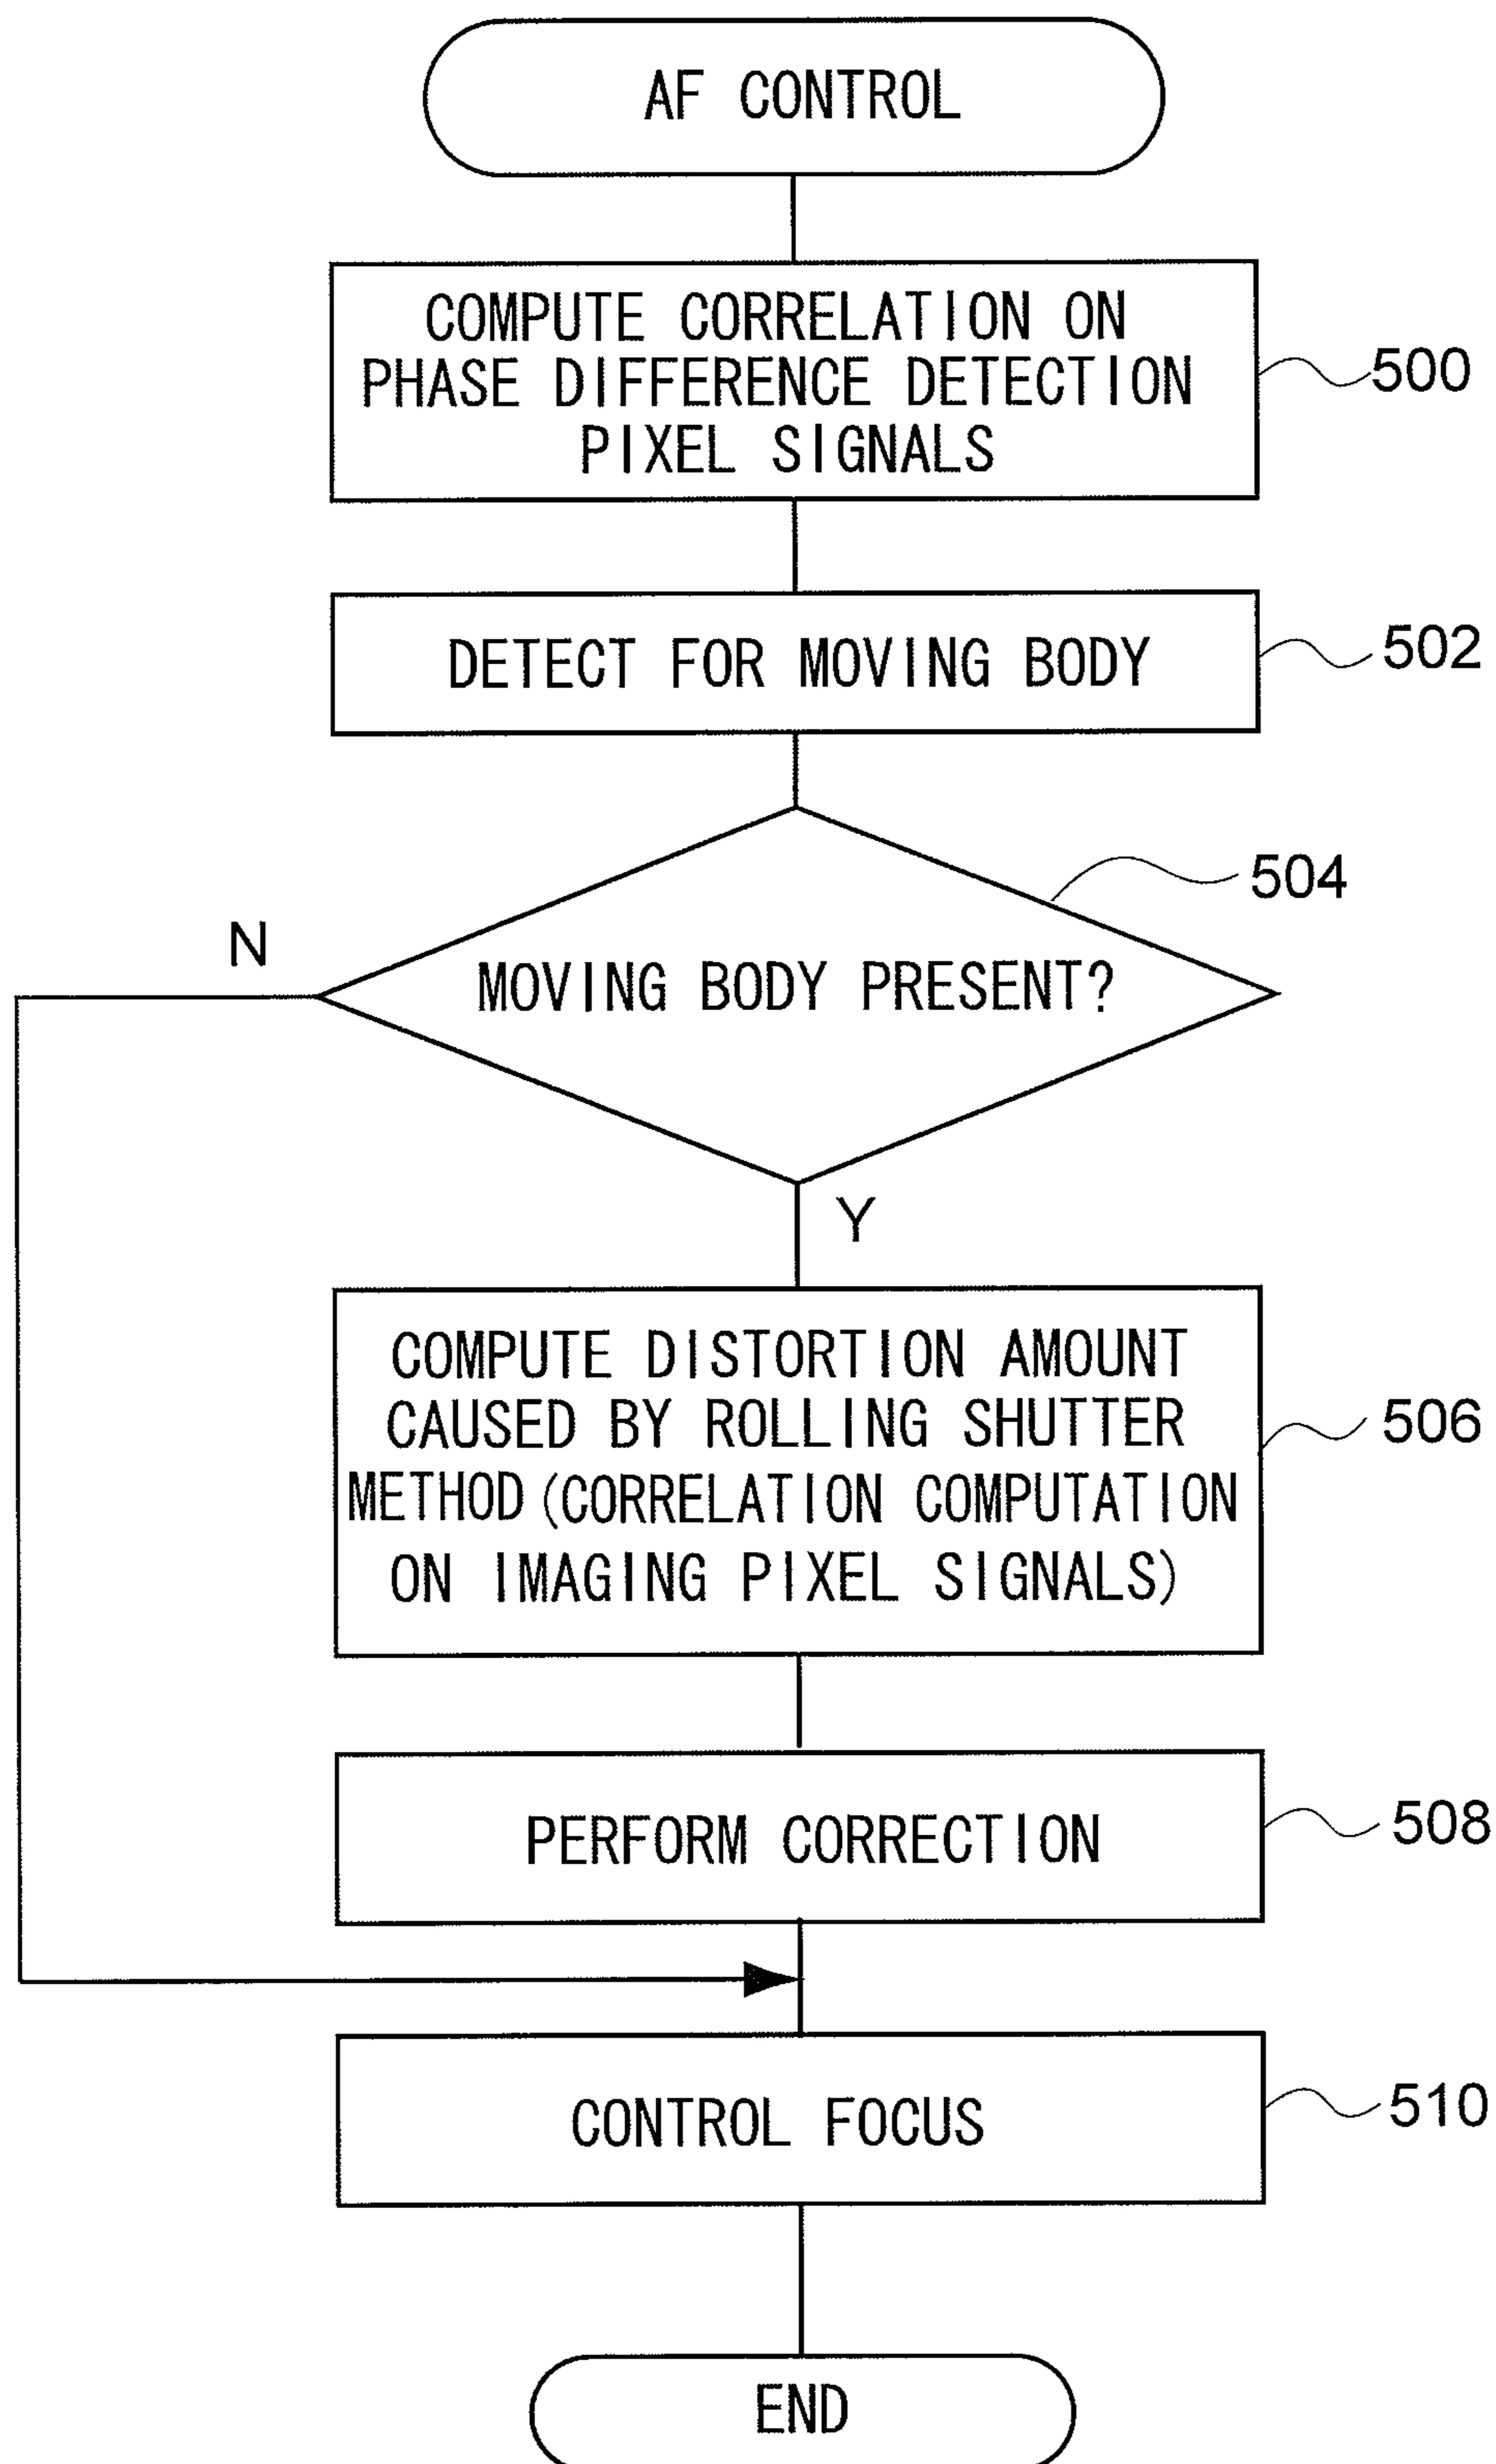 AF CONTROL
COMPUTE CORRELATION ON
PHASE DIFFERENCE DETECTION
PIXEL SIGNALS
500
DETECT FOR MOVING BODY
502
504
N
MOVING BODY PRESENT?
Y
COMPUTE DISTORTION AMOUNT
CAUSED BY ROLLING SHUTTER
METHOD (CORRELATION COMPUTATION
ON IMAGING PIXEL SIGNALS)
506
PERFORM CORRECTION
508
CONTROL FOCUS
510
END